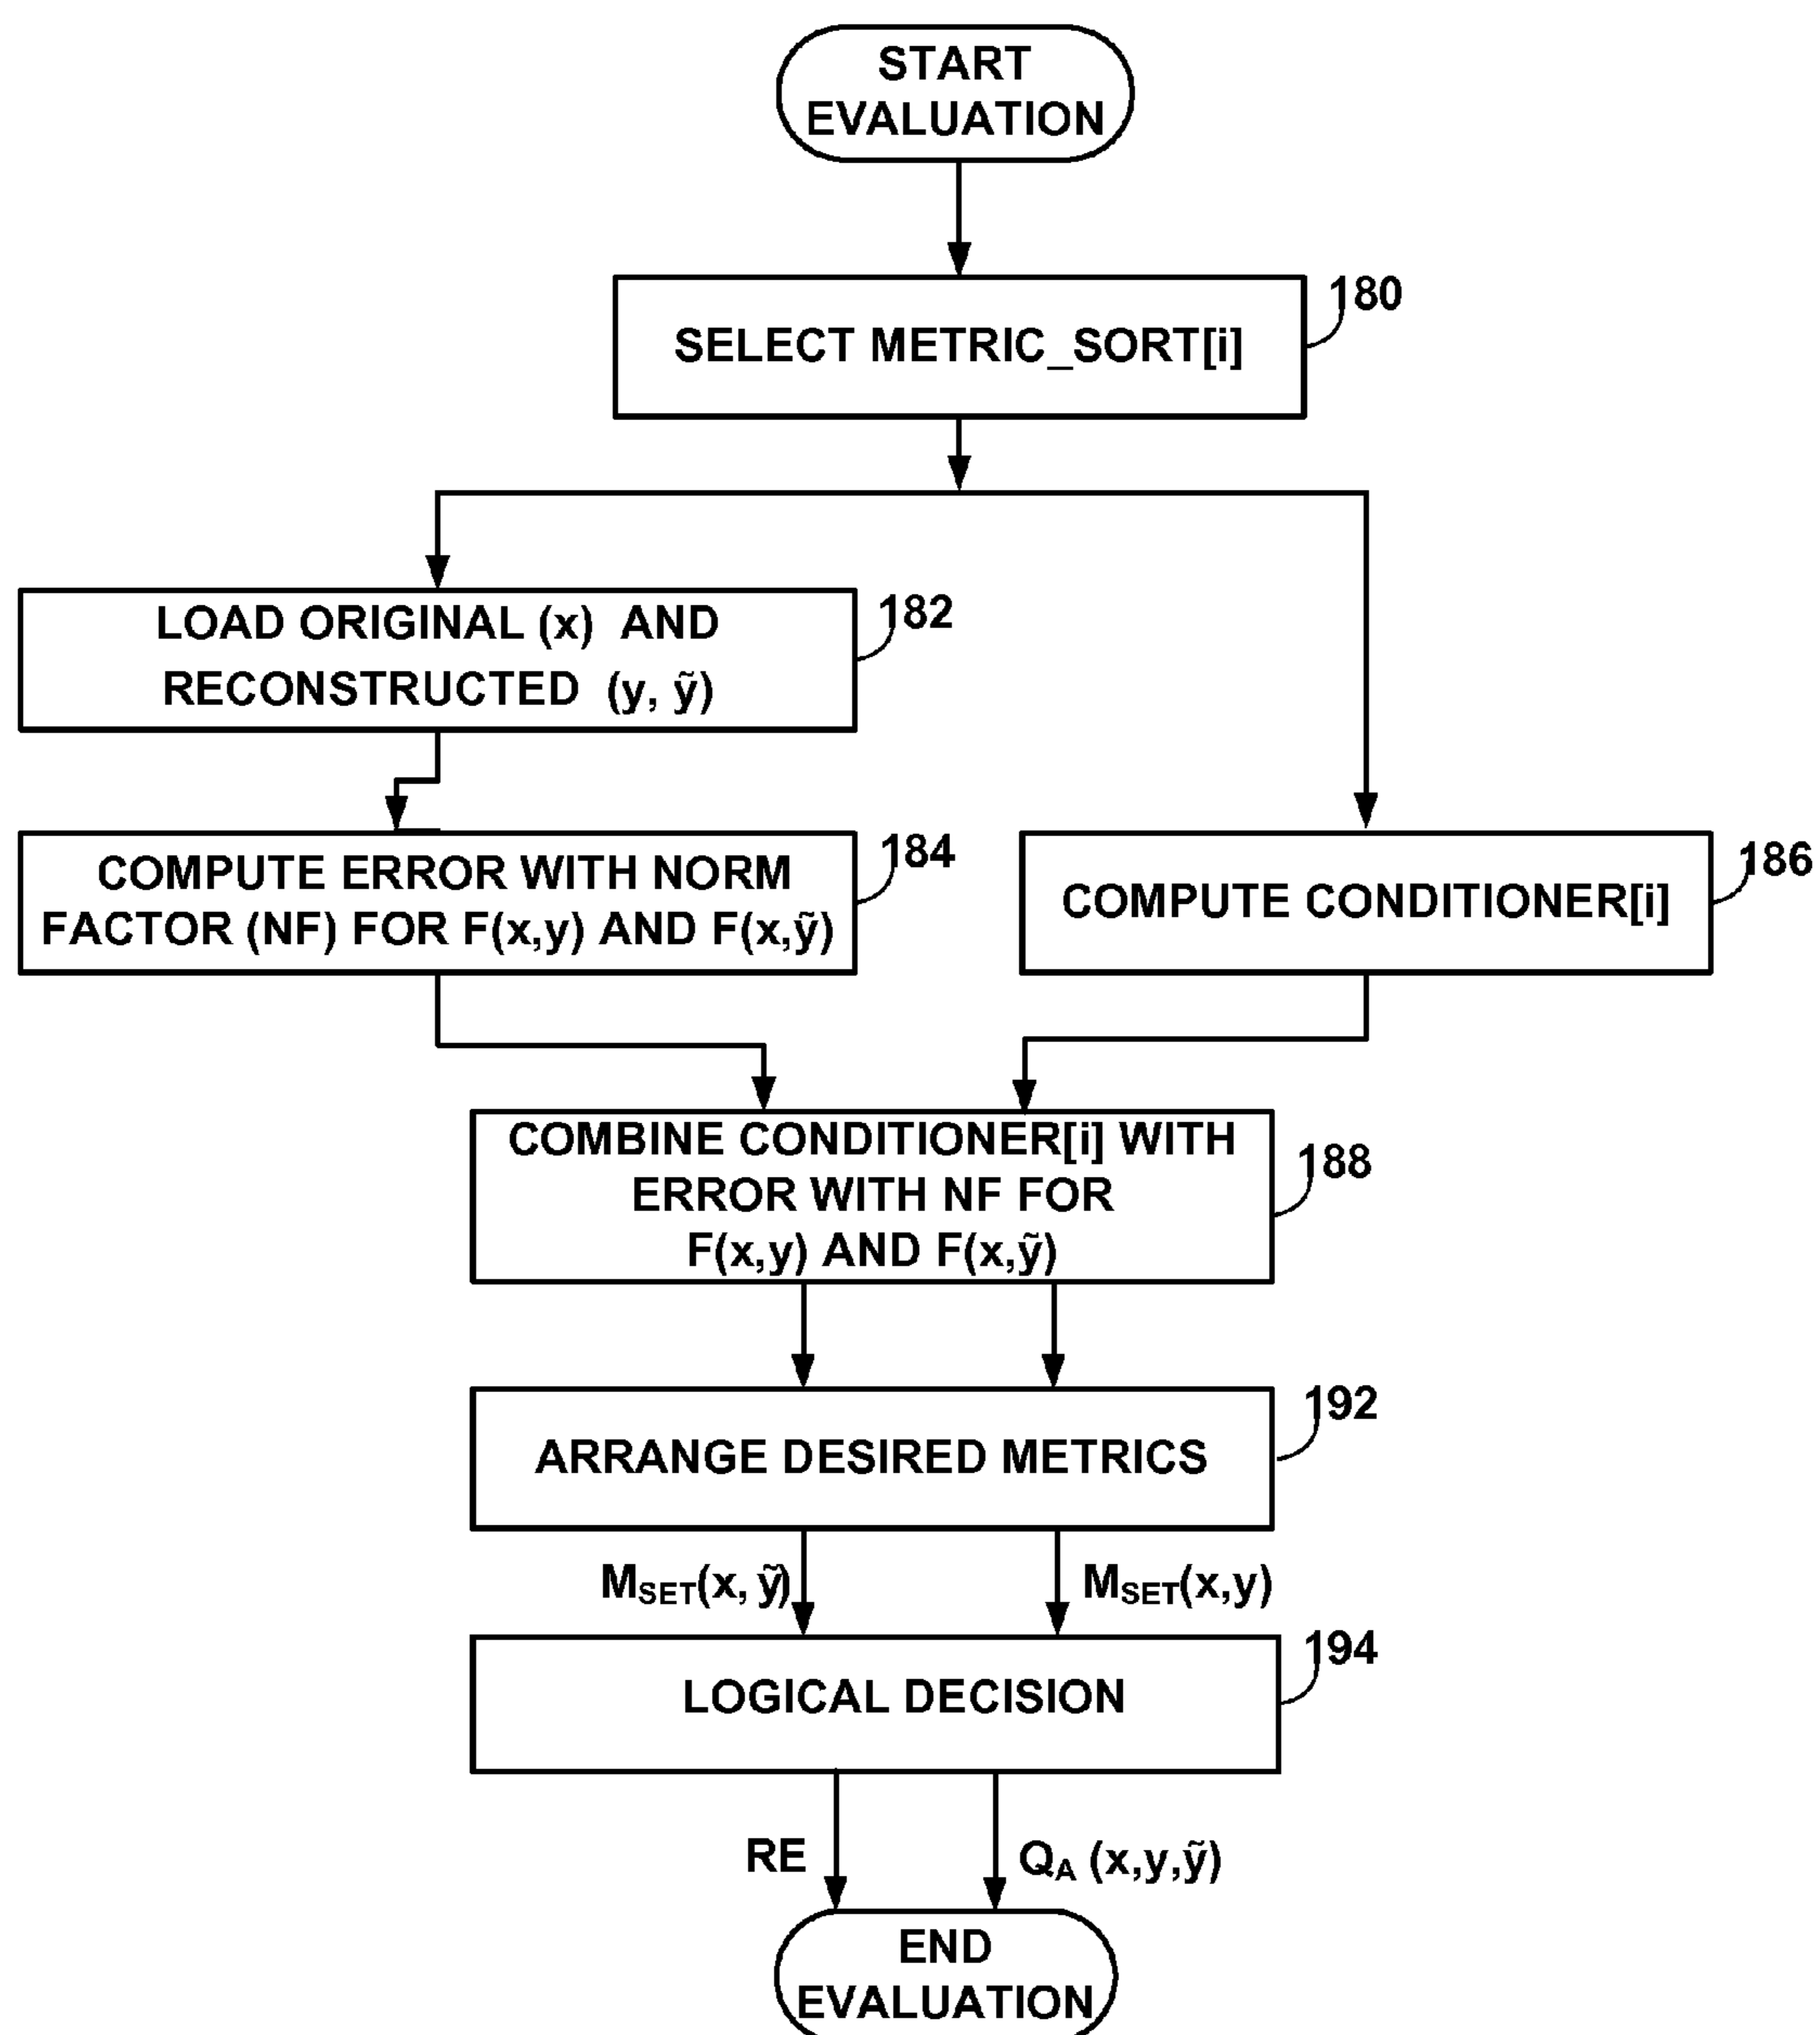 START
EVALUATION
180
SELECT METRIC_SORT[i]
182
LOAD ORIGINAL (x) AND
RECONSTRUCTED (y, ỹ)
184
COMPUTE ERROR WITH NORM
FACTOR (NF) FOR F(x,y) AND F(x,ỹ)
186
COMPUTE CONDITIONER[i]
188
COMBINE CONDITIONER[i] WITH
ERROR WITH NF FOR
F(x,y) AND F(x,ỹ)
192
ARRANGE DESIRED METRICS
MSET(x, ỹ)
MSET(x,y)
194
LOGICAL DECISION
RE
QA (x,y,ỹ)
END
EVALUATION